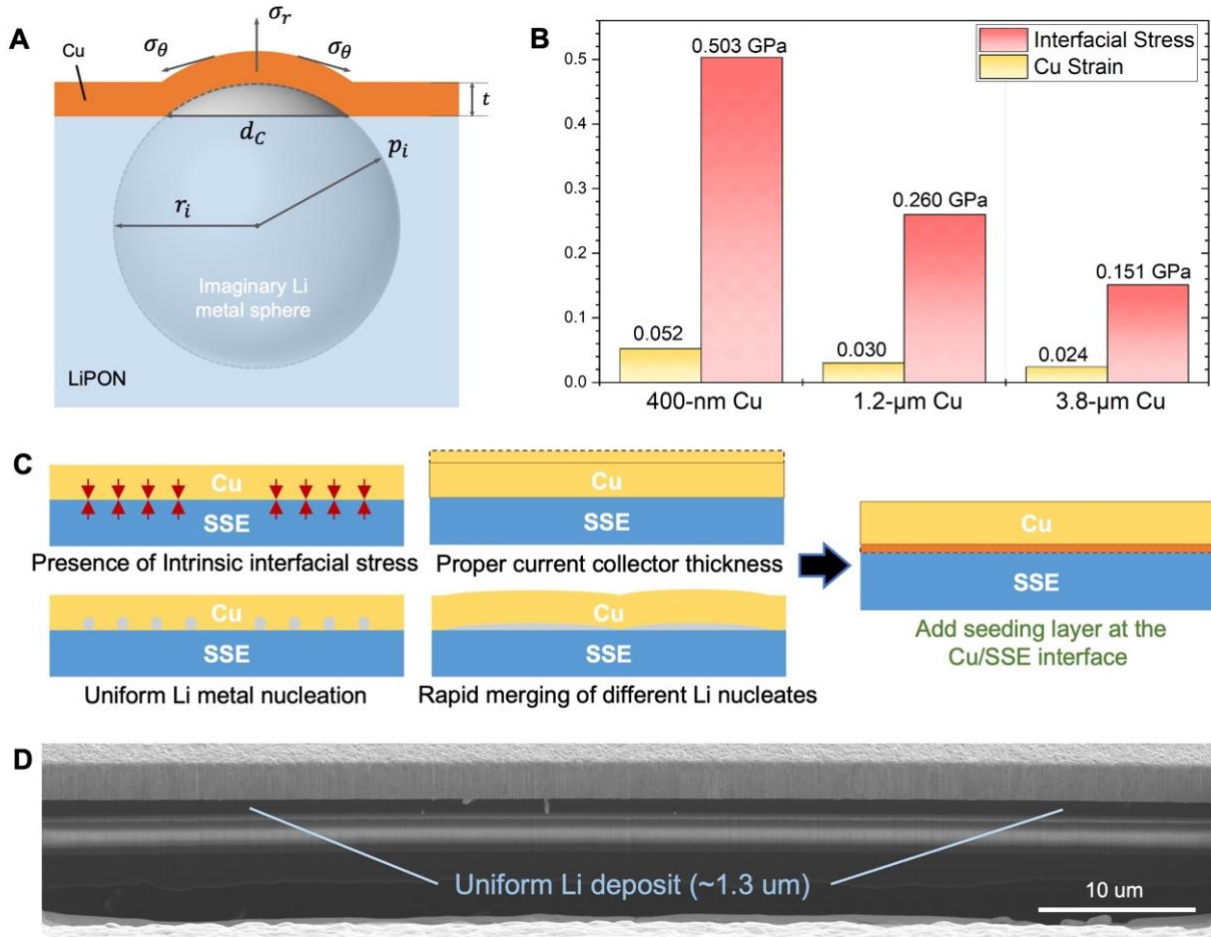 A
Cu
σθ
σr
σθ
t
dC
pi
ri
Imaginary Li
metal sphere
LiPON
B
Interfacial Stress
Cu Strain
0.5
0.4
0.3
0.2
0.1
0.0
0.503 GPa
0.260 GPa
0.151 GPa
0.052
0.030
0.024
400-nm Cu
1.2-μm Cu
3.8-μm Cu
C
Cu
SSE
Presence of Intrinsic interfacial stress
Cu
SSE
Proper current collector thickness
Cu
SSE
Uniform Li metal nucleation
Cu
SSE
Rapid merging of different Li nucleates
Cu
SSE
Add seeding layer at the
Cu/SSE interface
D
Uniform Li deposit (~1.3 um)
10 um